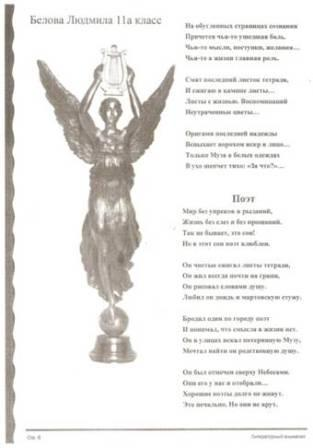 Белова Людмила 11а класс
На обугленных страницах сознания
Причется чья-то ушедшая боль,
Чьи-то мысли, поступки, желания...
Чья-то в жизни главная роль.
Смят последний листок тетради,
И сжигаю в камине листы...
Листы с жизнью. Воспоминаний
Неутраченные цветы...
Оригами последней надежды
Вспыхнет ворохом искр в лицо...
Только Муза в белых одеждах
В ухо шепчет тихо: «За что?»...
Поэт
Мир без упреков и рыданий,
Жизнь без слез и без прощаний.
Так не бывает, это сон!
Но в этот сон поэт влюблен.
Он частью сжигал листы тетради,
Он жил всегда почти на грани,
Он рисовал словами душу.
Любил он дождь и мартовскую стужу.
Бродил один по городу поэт
И понимал, что смысла в жизни нет.
Он в улицах искал потерянную Музу,
Мечтал найти он родственную душу.
Он был отмечен сверху Небесами.
Они его у нас и отобрали...
Хорошие поэты долго не живут.
Это печально. Но они не врут.
Стр. 6
Литературный альманах